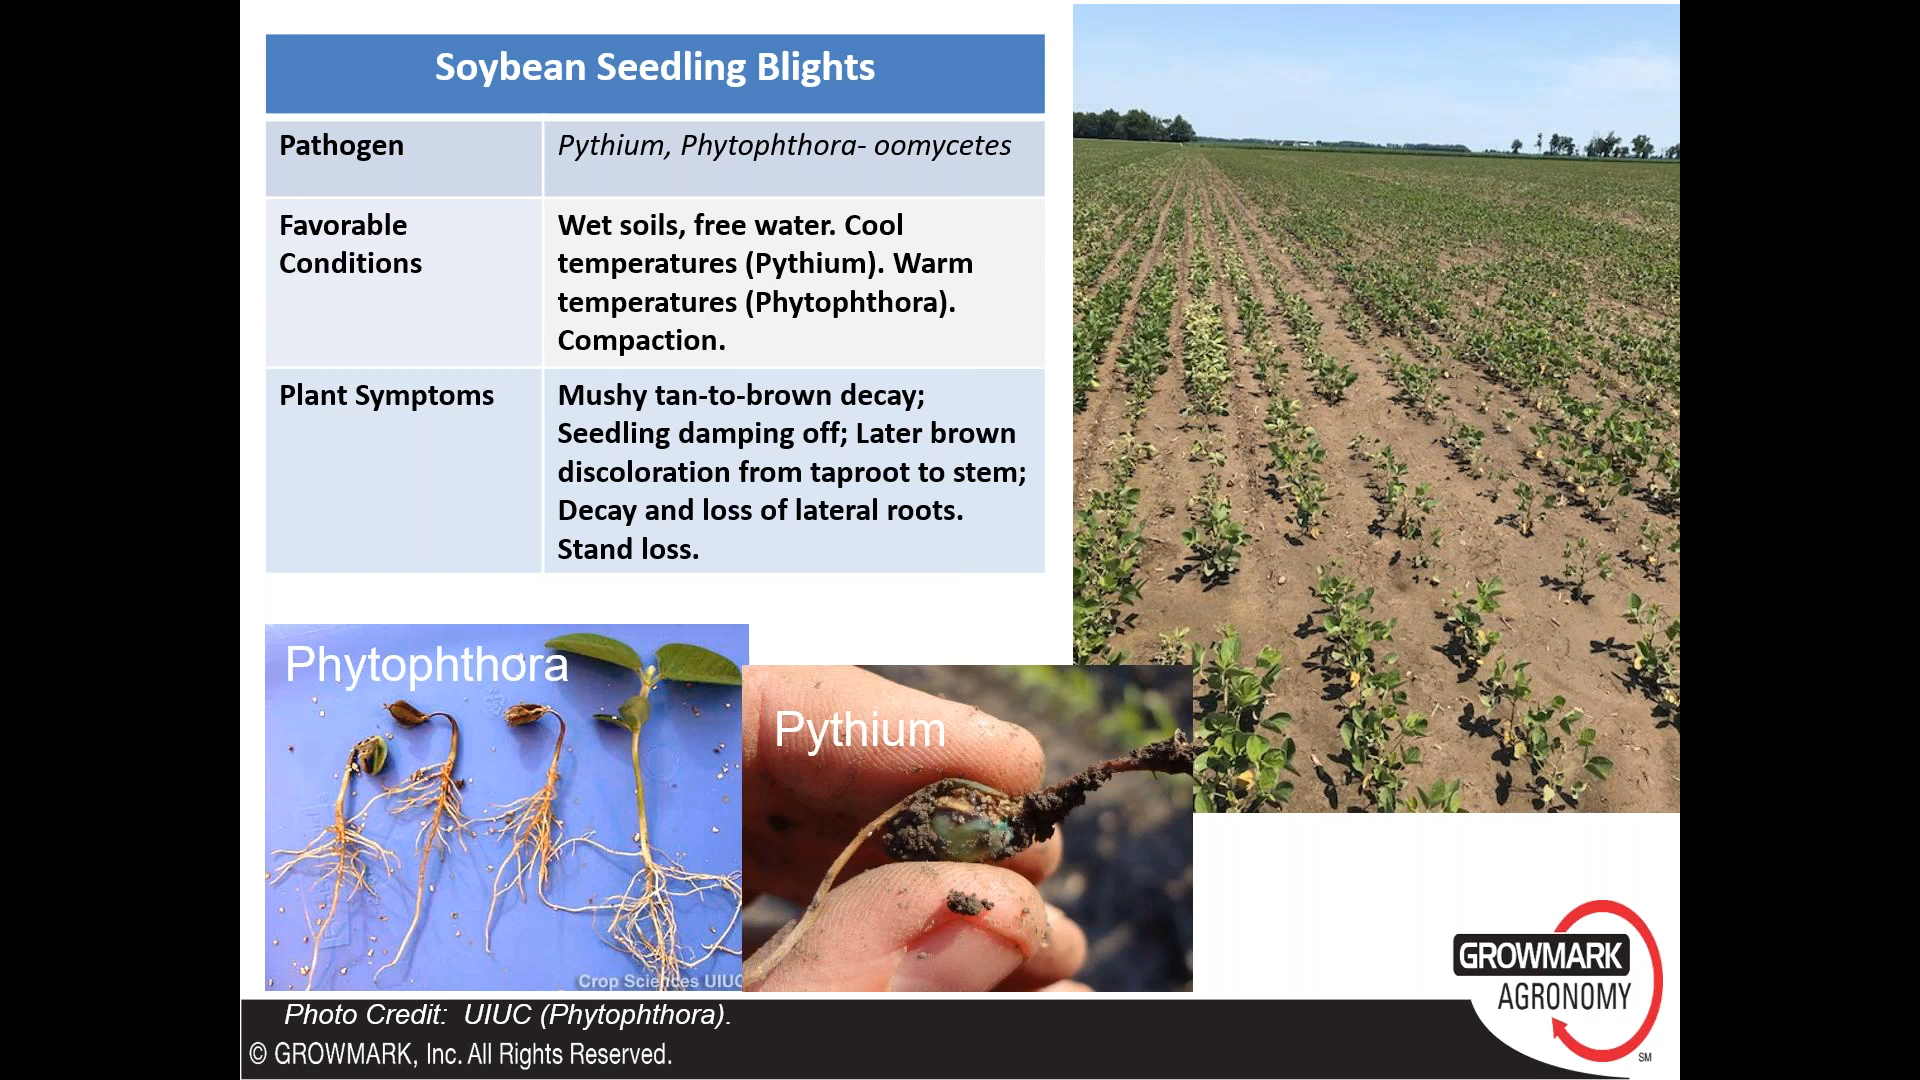 Soybean Seedling Blights
Pathogen
Pythium, Phytophthora- oomycetes
Favorable
Conditions
Wet soils, free water. Cool
temperatures (Pythium). Warm
temperatures (Phytophthora).
Compaction.
Plant Symptoms
Mushy tan-to-brown decay;
Seedling damping off; Later brown
discoloration from taproot to stem;
Decay and loss of lateral roots.
Stand loss.
Phytophthora
Crop Sciences UIUC
Pythium
GROWMARK
AGRONOMY
SM
Photo Credit: UIUC (Phytophthora).
© GROWMARK, Inc. All Rights Reserved.